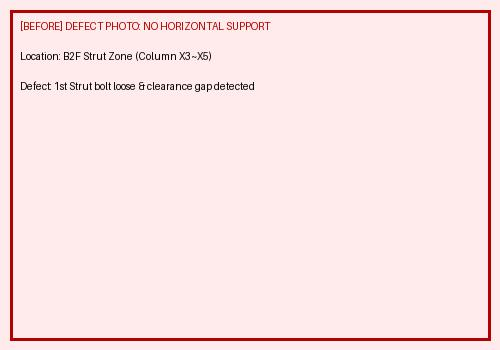 [BEFORE] DEFECT PHOTO: NO HORIZONTAL SUPPORT
Location: B2F Strut Zone (Column X3~X5)
Defect: 1st Strut bolt loose & clearance gap detected